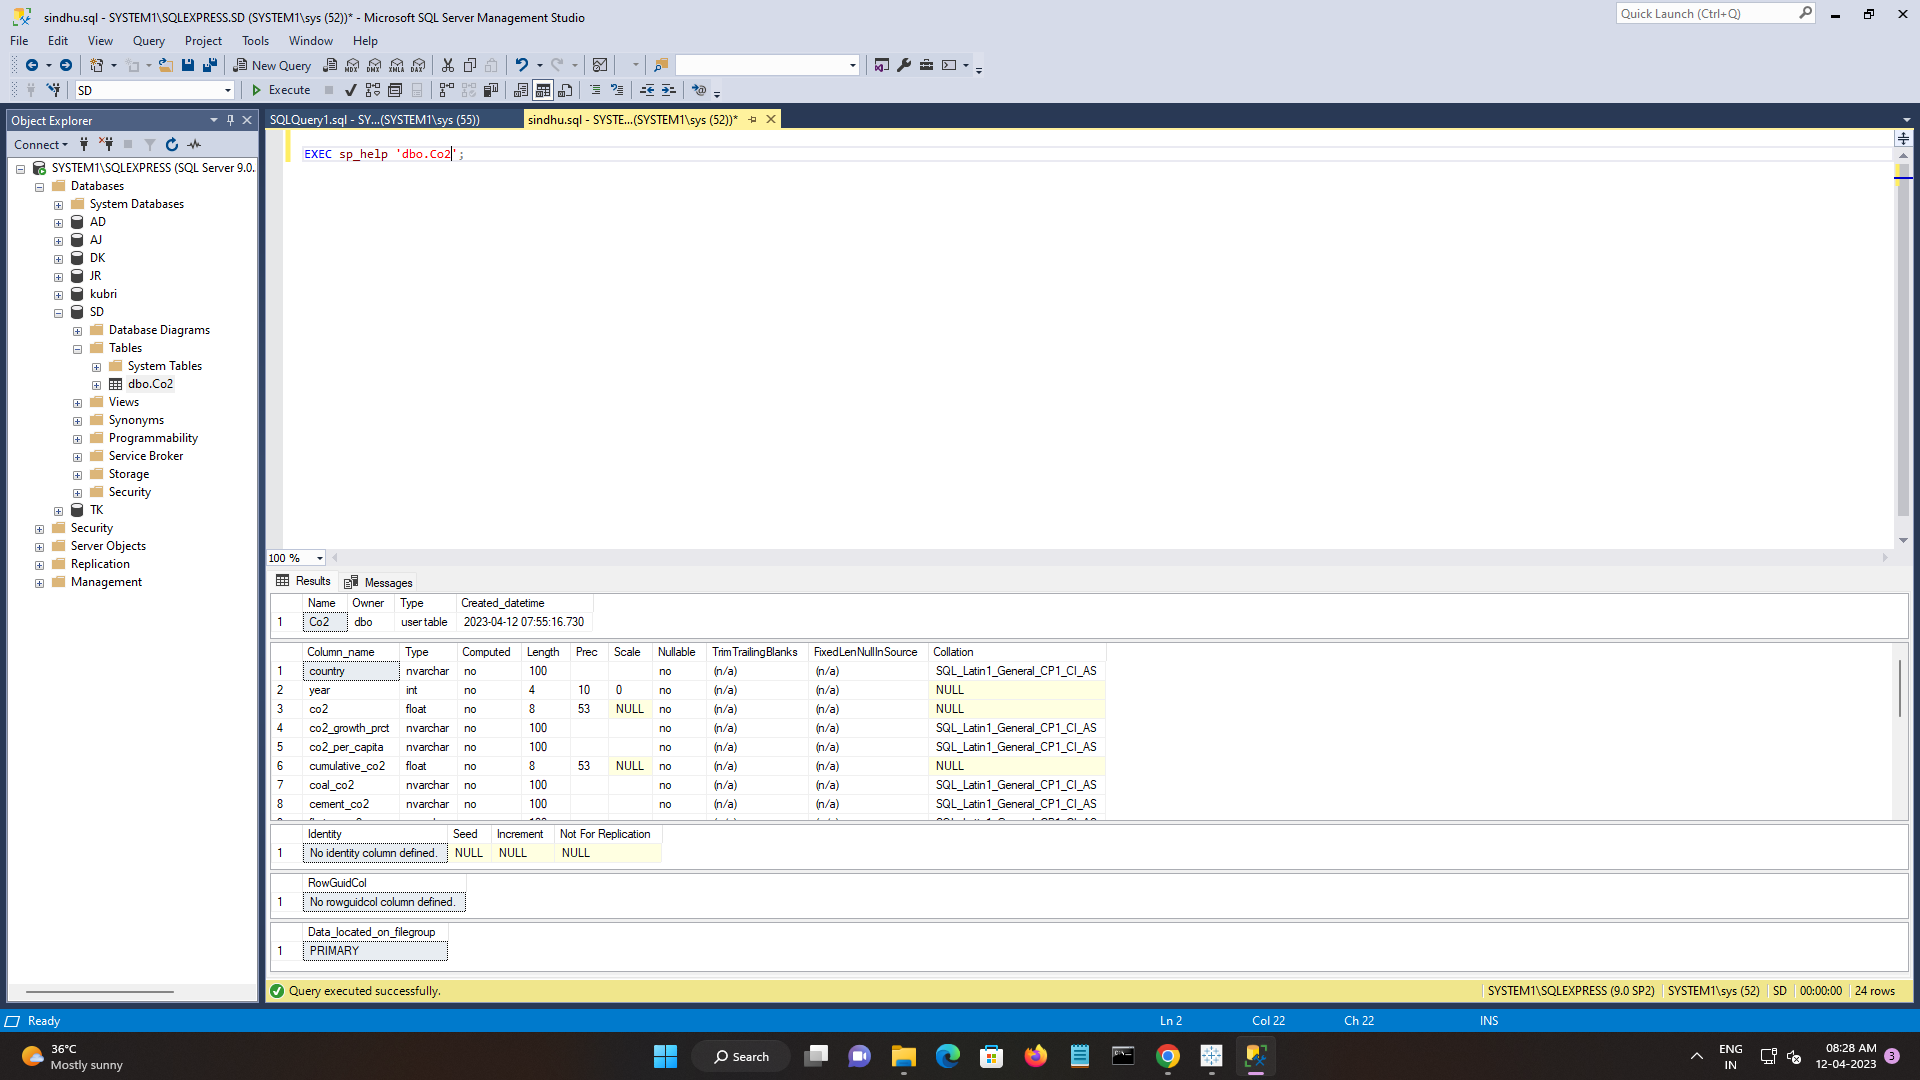 sindhu.sql - SYSTEM1\SQLEXPRESS.SD (SYSTEM1\sys (52))* - Microsoft SQL Server Management Studio
Quick Launch (Ctrl+Q)
File Edit View Query Project Tools Window Help
New Query MDX DMX XMLA DAX
SD Execute
Object Explorer
SQLQuery1.sql - SY...(SYSTEM1\sys (55))
sindhu.sql - SYSTE...(SYSTEM1\sys (52))*
Connect
SYSTEM1\SQLEXPRESS (SQL Server 9.0.
Databases
System Databases
AD
AJ
DK
JR
kubri
SD
Database Diagrams
Tables
System Tables
dbo.Co2
Views
Synonyms
Programmability
Service Broker
Storage
Security
TK
Security
Server Objects
Replication
Management
EXEC sp_help 'dbo.Co2';
100 %
Results Messages
Name Owner Type Created_datetime
1 Co2 dbo user table 2023-04-12 07:55:16.730
Column_name Type Computed Length Prec Scale Nullable TrimTrailingBlanks FixedLenNullInSource Collation
1 country nvarchar no 100 no (n/a) (n/a) SQL_Latin1_General_CP1_CI_AS
2 year int no 4 10 0 no (n/a) (n/a) NULL
3 co2 float no 8 53 NULL no (n/a) (n/a) NULL
4 co2_growth_prct nvarchar no 100 no (n/a) (n/a) SQL_Latin1_General_CP1_CI_AS
5 co2_per_capita nvarchar no 100 no (n/a) (n/a) SQL_Latin1_General_CP1_CI_AS
6 cumulative_co2 float no 8 53 NULL no (n/a) (n/a) NULL
7 coal_co2 nvarchar no 100 no (n/a) (n/a) SQL_Latin1_General_CP1_CI_AS
8 cement_co2 nvarchar no 100 no (n/a) (n/a) SQL_Latin1_General_CP1_CI_AS
Identity Seed Increment Not For Replication
1 No identity column defined. NULL NULL NULL
RowGuidCol
1 No rowguidcol column defined.
Data_located_on_filegroup
1 PRIMARY
Query executed successfully.
SYSTEM1\SQLEXPRESS (9.0 SP2) SYSTEM1\sys (52) SD 00:00:00 24 rows
Ready Ln 2 Col 22 Ch 22 INS
36°C
Mostly sunny
Search
ENG
IN
08:28 AM
12-04-2023
3